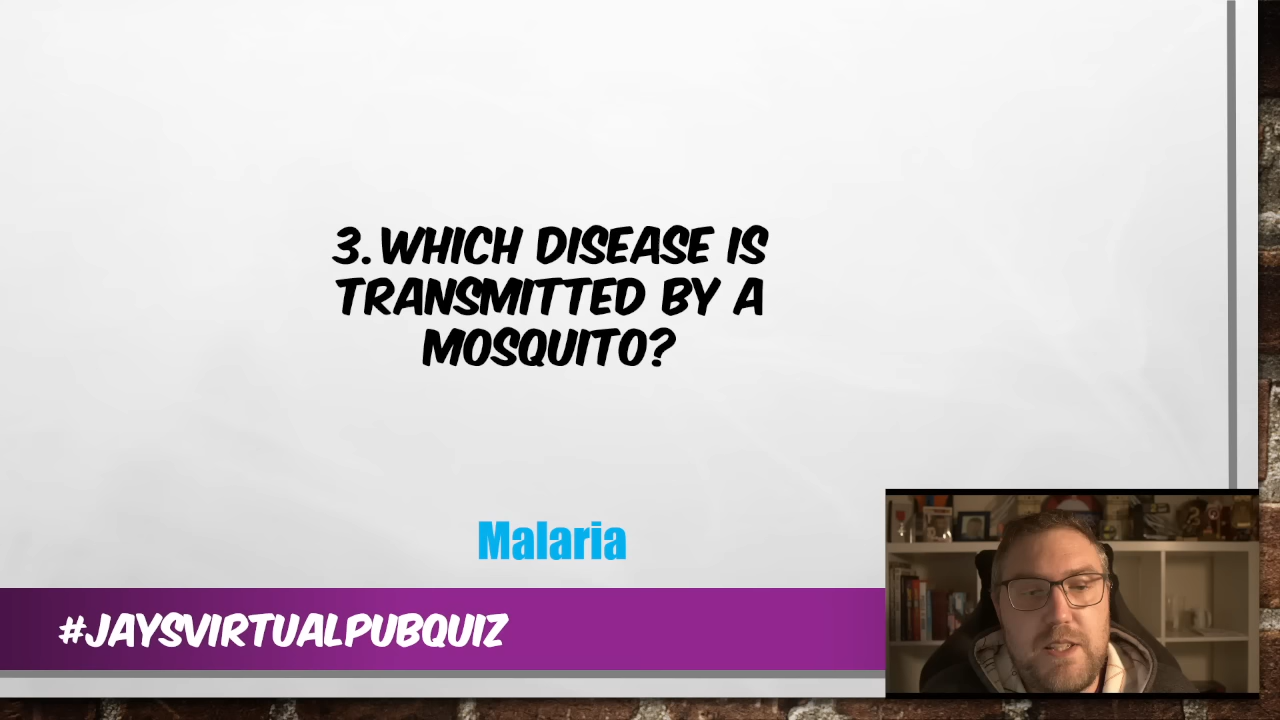 3. WHICH DISEASE IS
TRANSMITTED BY A
MOSQUITO?
Malaria
#JAYSVIRTUALPUBQUIZ